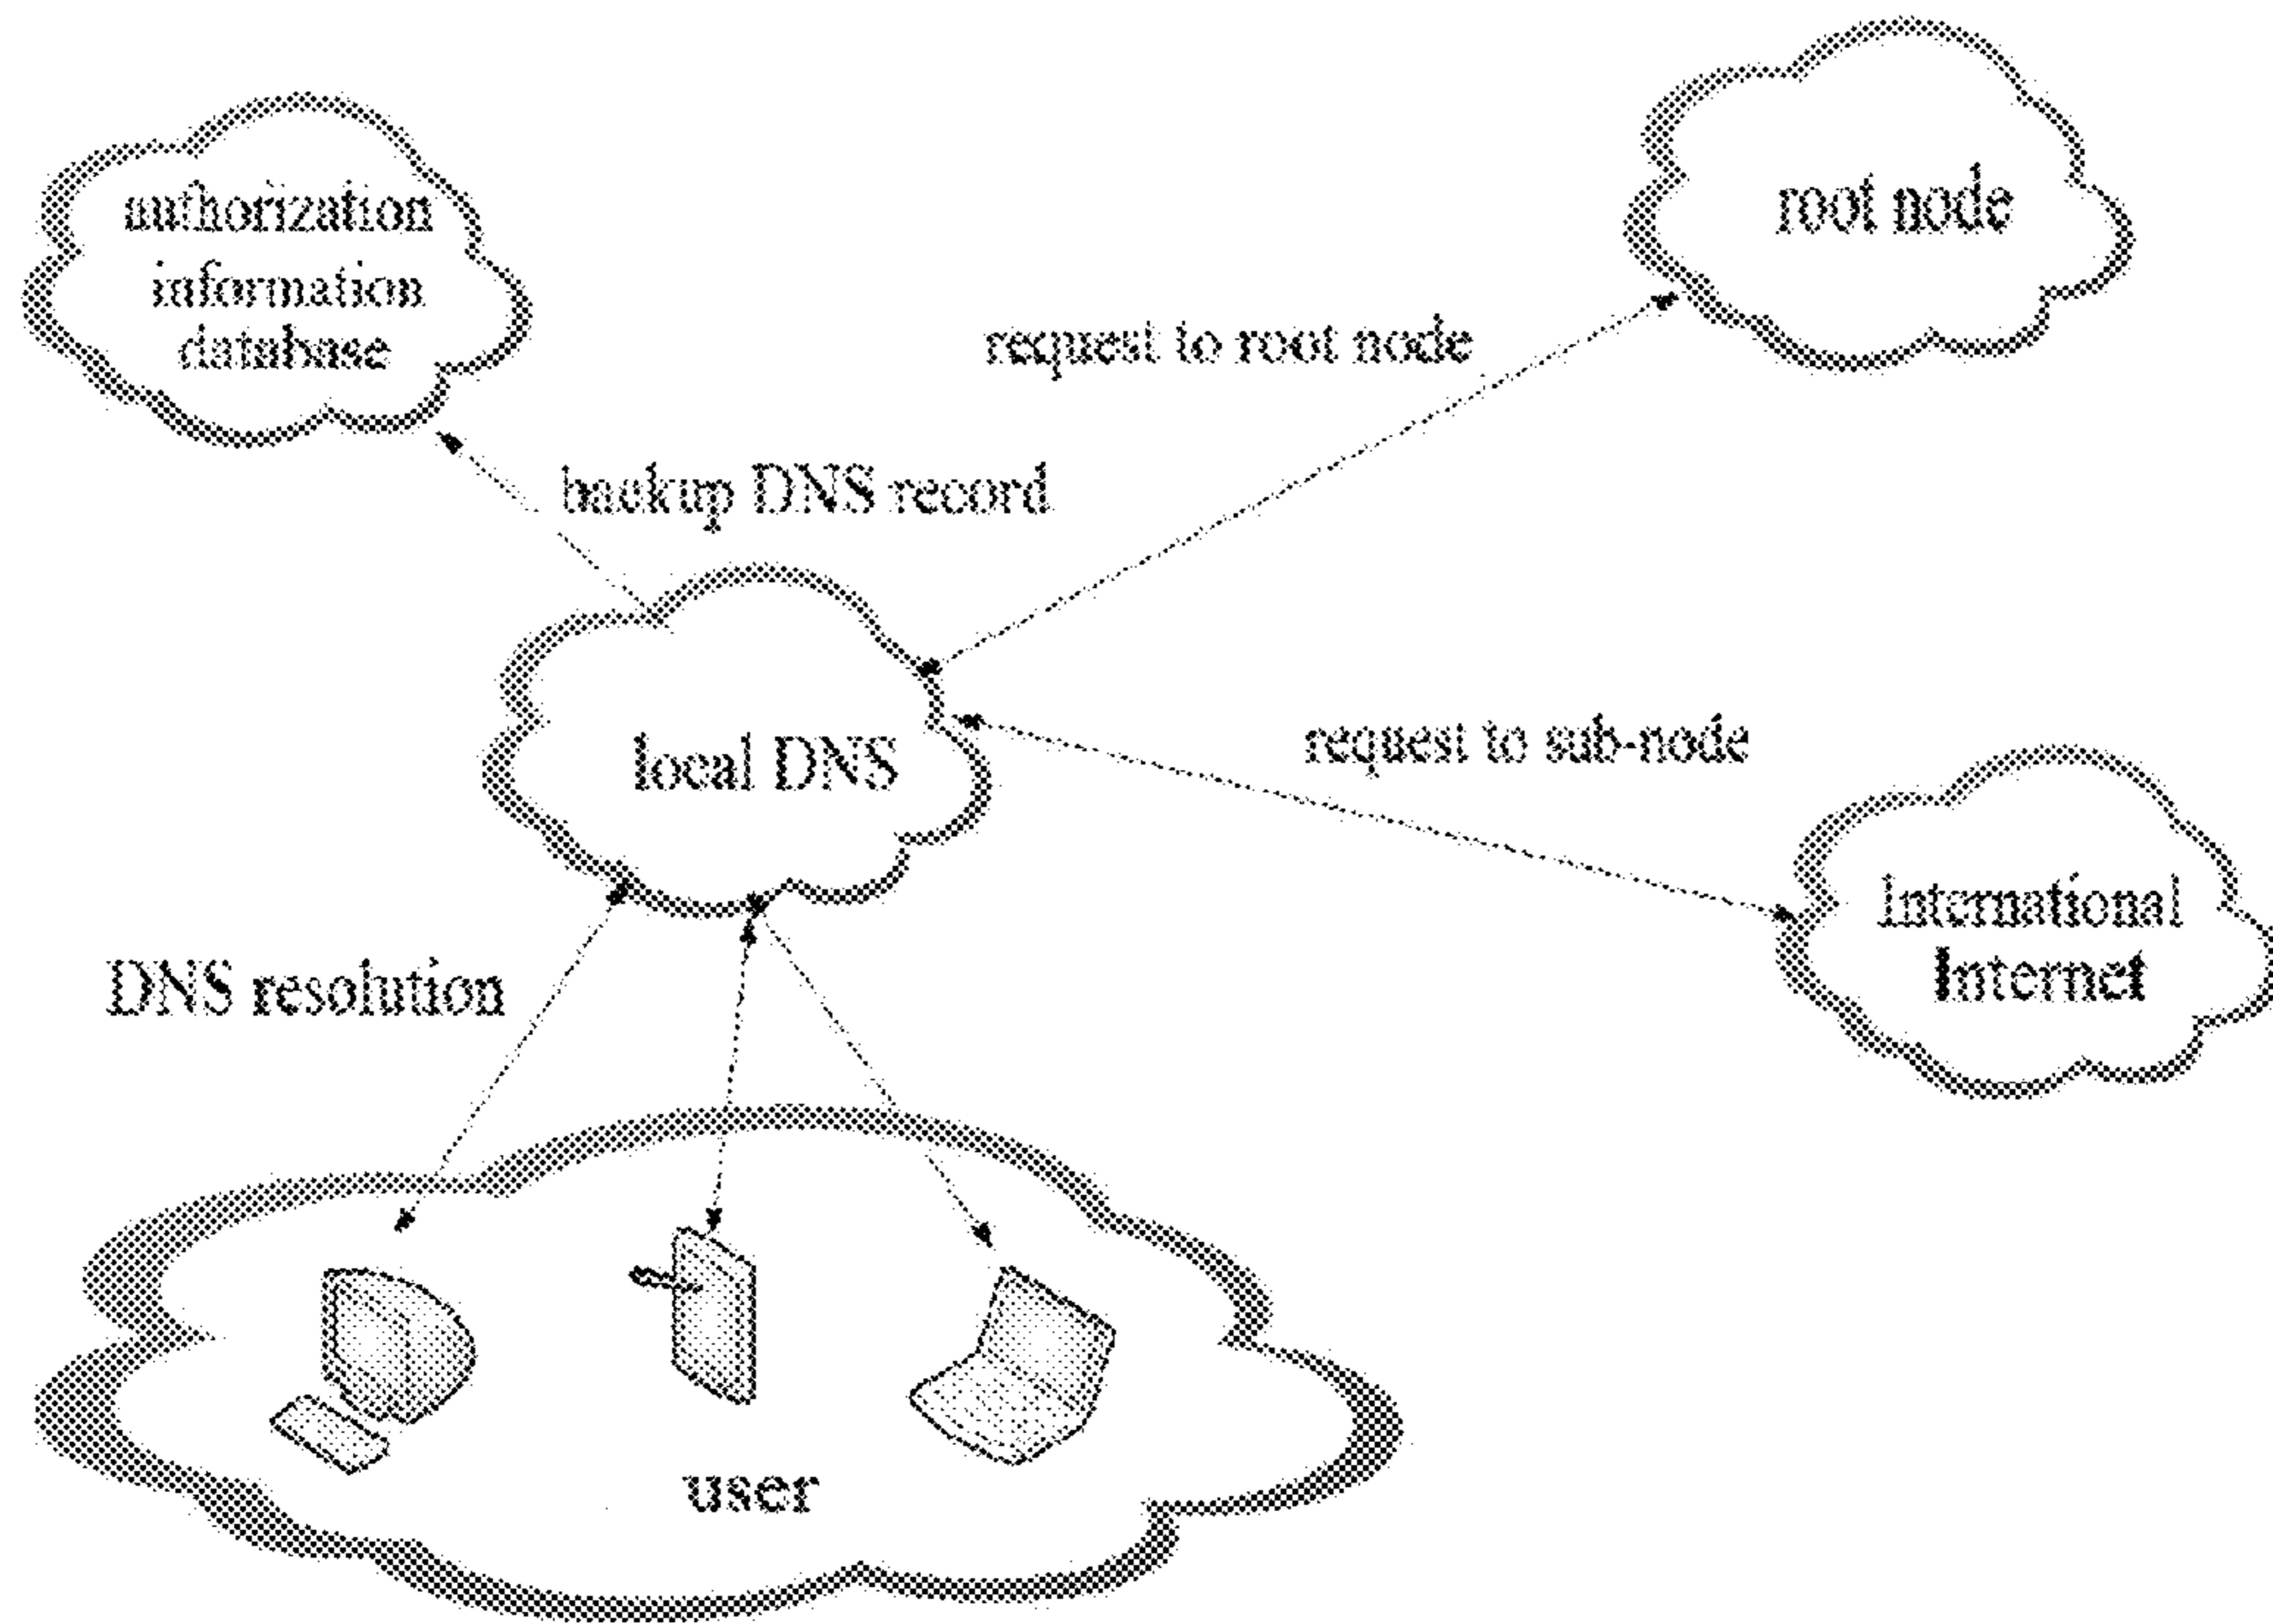 authorization
information
database
root node
request to root node
backup DNS record
local DNS
request to sub-node
International
Internet
DNS resolution
user